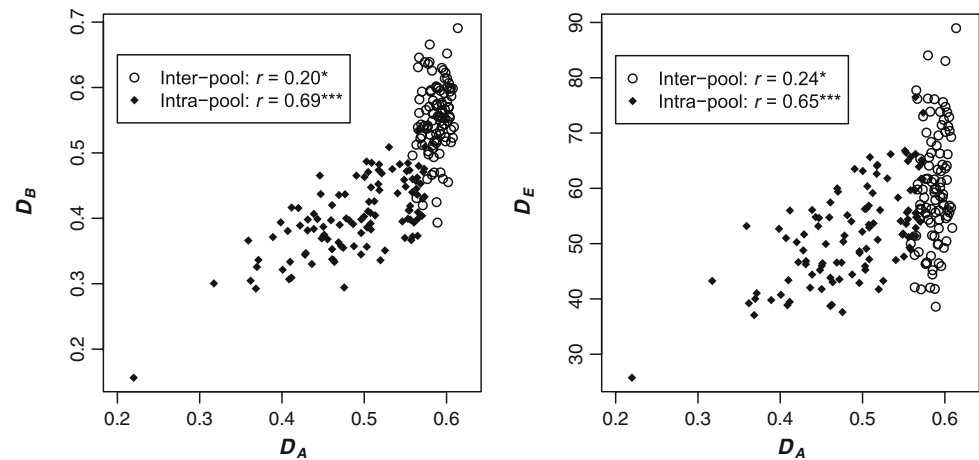 0.7
0.6
0.5
0.4
0.3
0.2
D_B
Inter-pool: r = 0.20*
Intra-pool: r = 0.69***
0.2 0.3 0.4 0.5 0.6
D_A
90
80
70
60
50
40
30
D_E
Inter-pool: r = 0.24*
Intra-pool: r = 0.65***
0.2 0.3 0.4 0.5 0.6
D_A